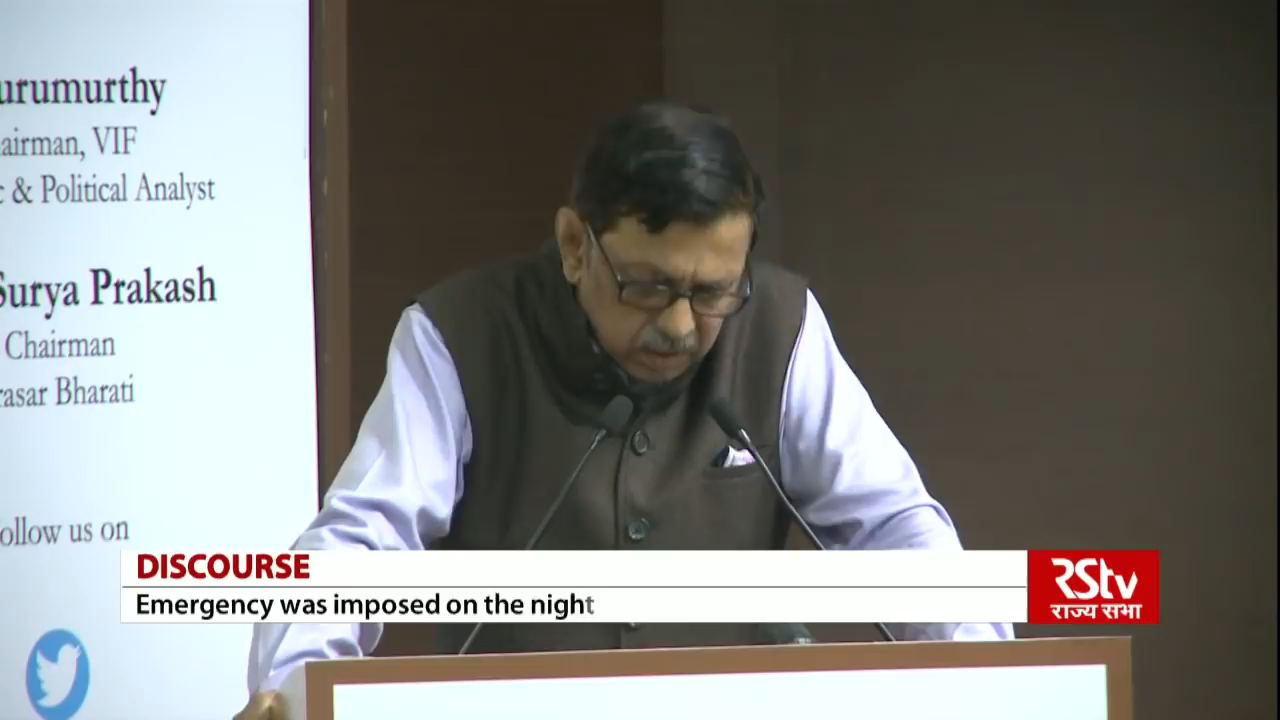 urumurthy
airman, VIF
c & Political Analyst
Surya Prakash
Chairman
rasar Bharati
ollow us on
DISCOURSE
Emergency was imposed on the night
RStv
राज्य सभा